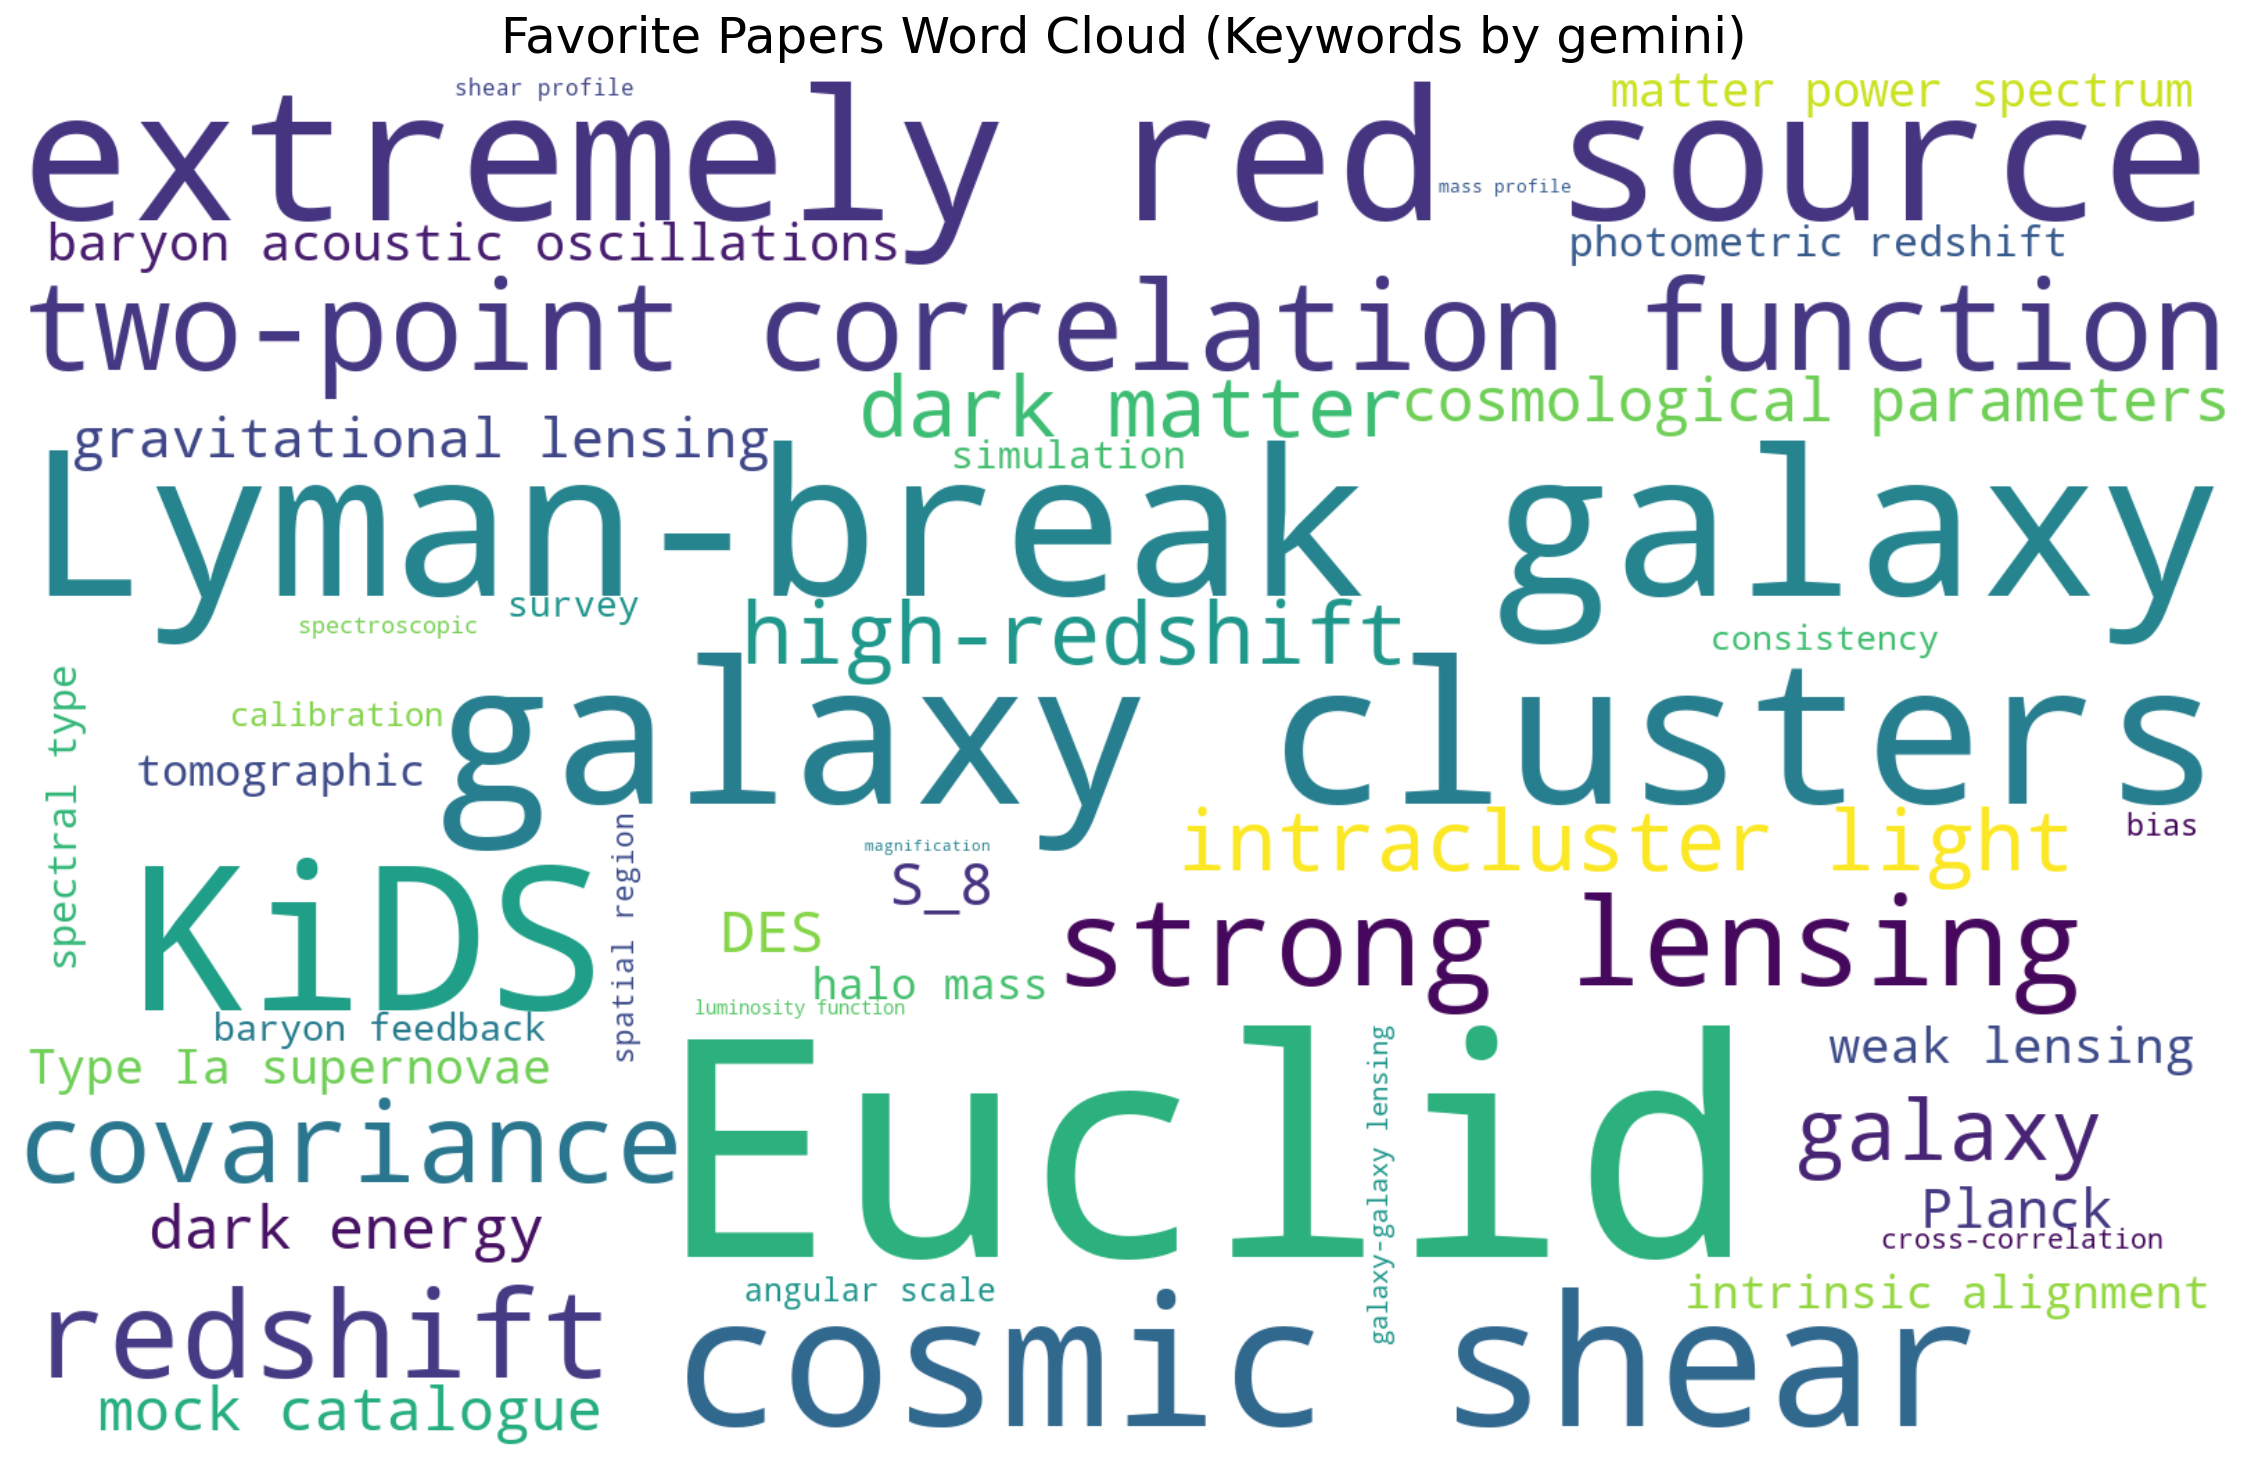 Favorite Papers Word Cloud (Keywords by gemini)
shear profile
matter power spectrum
extremely red source
mass profile
baryon acoustic oscillations
photometric redshift
two-point correlation function
dark matter
cosmological parameters
gravitational lensing
simulation
Lyman-break galaxy
survey
spectroscopic
high-redshift
consistency
spectral type
calibration
galaxy clusters
tomographic
spatial region
intracluster light
bias
magnification
KiDS
S_8
DES
strong lensing
halo mass
luminosity function
baryon feedback
weak lensing
Type Ia supernovae
Euclid
galaxy-galaxy lensing
covariance
galaxy
dark energy
Planck
cross-correlation
angular scale
intrinsic alignment
redshift
cosmic shear
mock catalogue